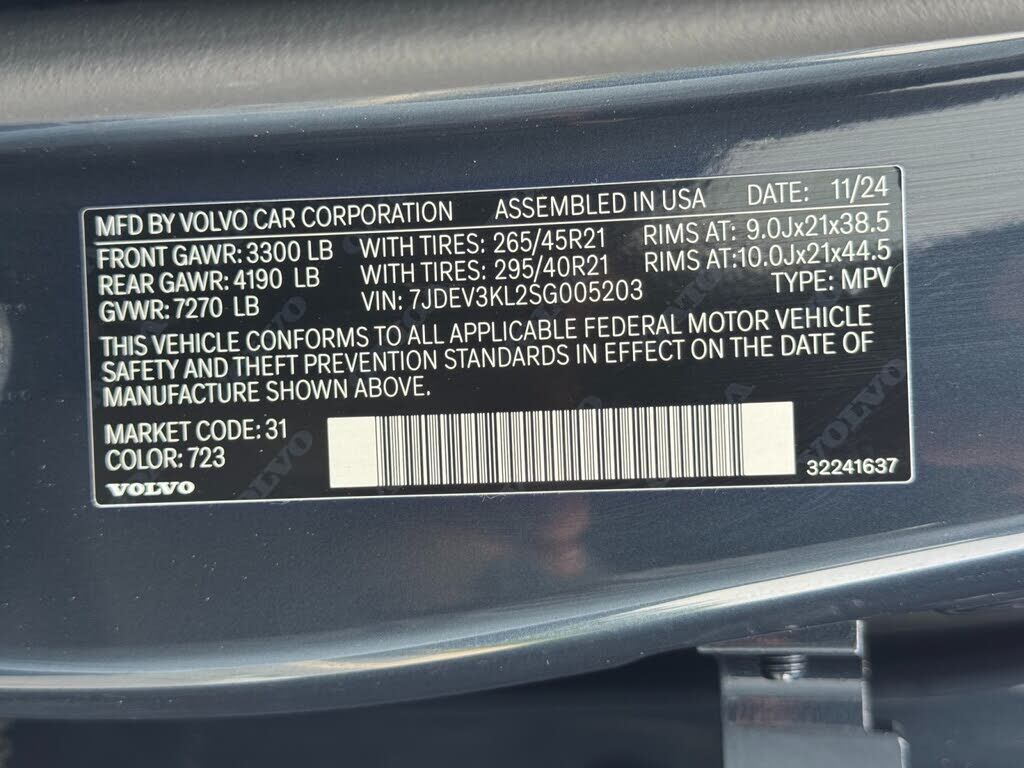 MFD BY VOLVO CAR CORPORATION ASSEMBLED IN USA DATE: 11/24
FRONT GAWR: 3300 LB WITH TIRES: 265/45R21 RIMS AT: 9.0Jx21x38.5
REAR GAWR: 4190 LB WITH TIRES: 295/40R21 RIMS AT:10.0Jx21x44.5
GVWR: 7270 LB VIN: 7JDEV3KL2SG005203 TYPE: MPV
THIS VEHICLE CONFORMS TO ALL APPLICABLE FEDERAL MOTOR VEHICLE
SAFETY AND THEFT PREVENTION STANDARDS IN EFFECT ON THE DATE OF
MANUFACTURE SHOWN ABOVE.
MARKET CODE: 31
COLOR: 723
VOLVO
32241637